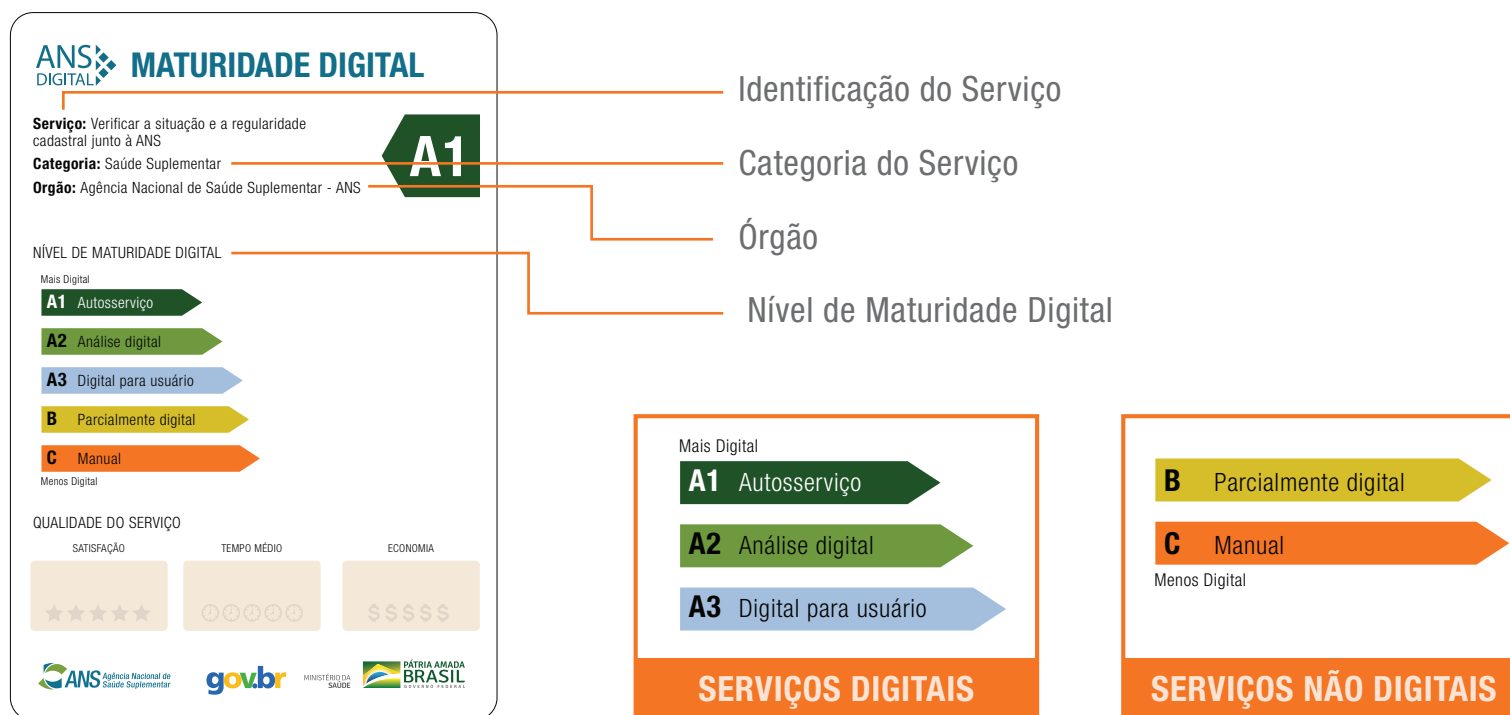 ANS
DIGITAL
MATURIDADE DIGITAL
Serviço: Verificar a situação e a regularidade
cadastral junto à ANS
Categoria: Saúde Suplementar
Orgão: Agência Nacional de Saúde Suplementar - ANS
A1
NÍVEL DE MATURIDADE DIGITAL
Mais Digital
A1 Autosserviço
A2 Análise digital
A3 Digital para usuário
B Parcialmente digital
C Manual
Menos Digital
QUALIDADE DO SERVIÇO
SATISFAÇÃO
TEMPO MÉDIO
ECONOMIA
$$$$$
ANS Agência Nacional de
Saúde Suplementar
gov.br
MINISTÉRIO DA
SAÚDE
PÁTRIA AMADA
BRASIL
GOVERNO FEDERAL
Identificação do Serviço
Categoria do Serviço
Órgão
Nível de Maturidade Digital
Mais Digital
A1 Autosserviço
A2 Análise digital
A3 Digital para usuário
SERVIÇOS DIGITAIS
B Parcialmente digital
C Manual
Menos Digital
SERVIÇOS NÃO DIGITAIS